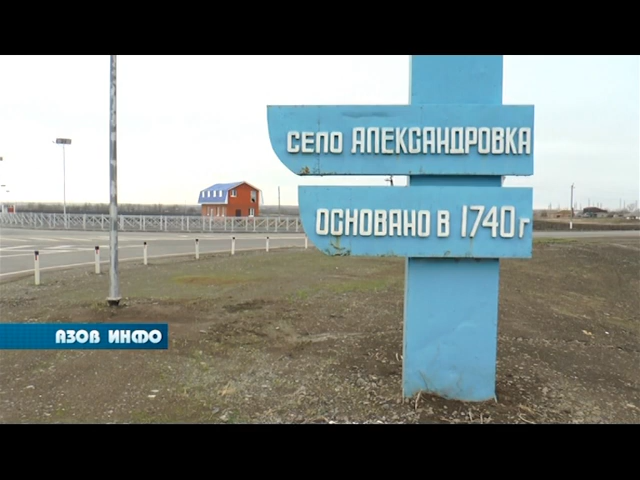 СЕЛО АЛЕКСАНДРОВКА
ОСНОВАНО В 1740 г
АЗОВ ИНФО